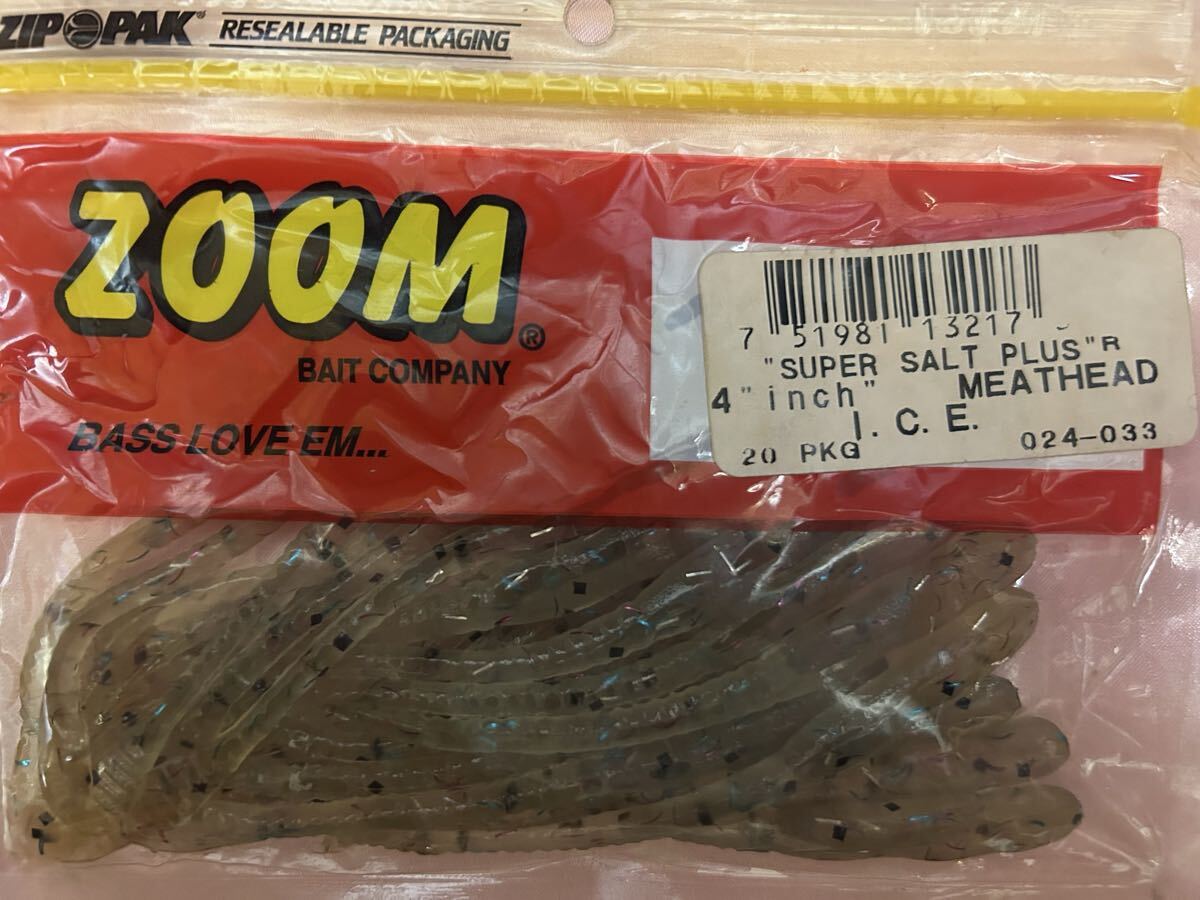 ZIP PAK® RESEALABLE PACKAGING
ZOOM®
BAIT COMPANY
BASS LOVE EM...
7 51981 13217
"SUPER SALT PLUS"R
4" inch" MEATHEAD
I. C. E.
20 PKG 024-033